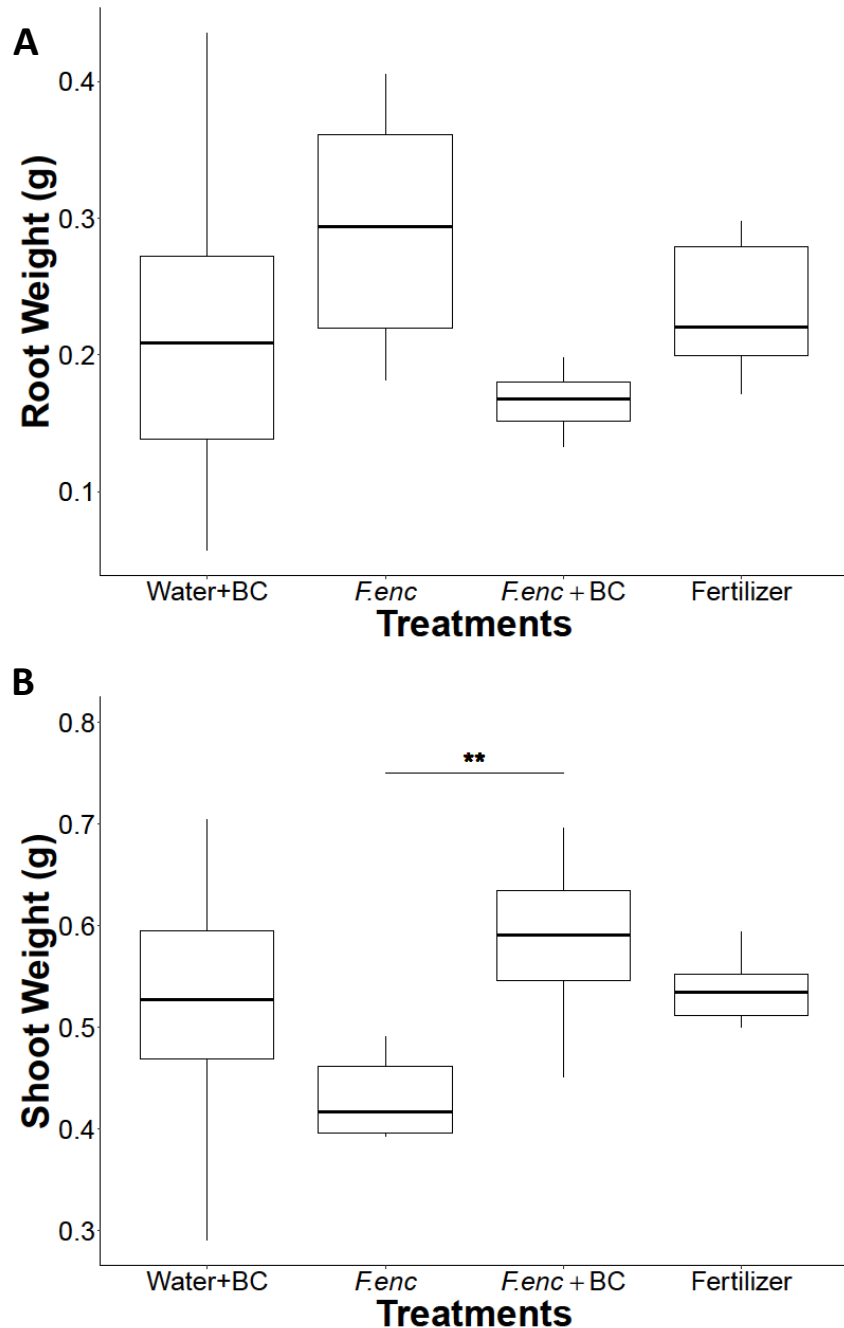 A
Root Weight (g)
0.4
0.3
0.2
0.1
Water+BC F.enc F.enc + BC Fertilizer
Treatments
B
Shoot Weight (g)
0.8
0.7
0.6
0.5
0.4
0.3
**
Water+BC F.enc F.enc + BC Fertilizer
Treatments